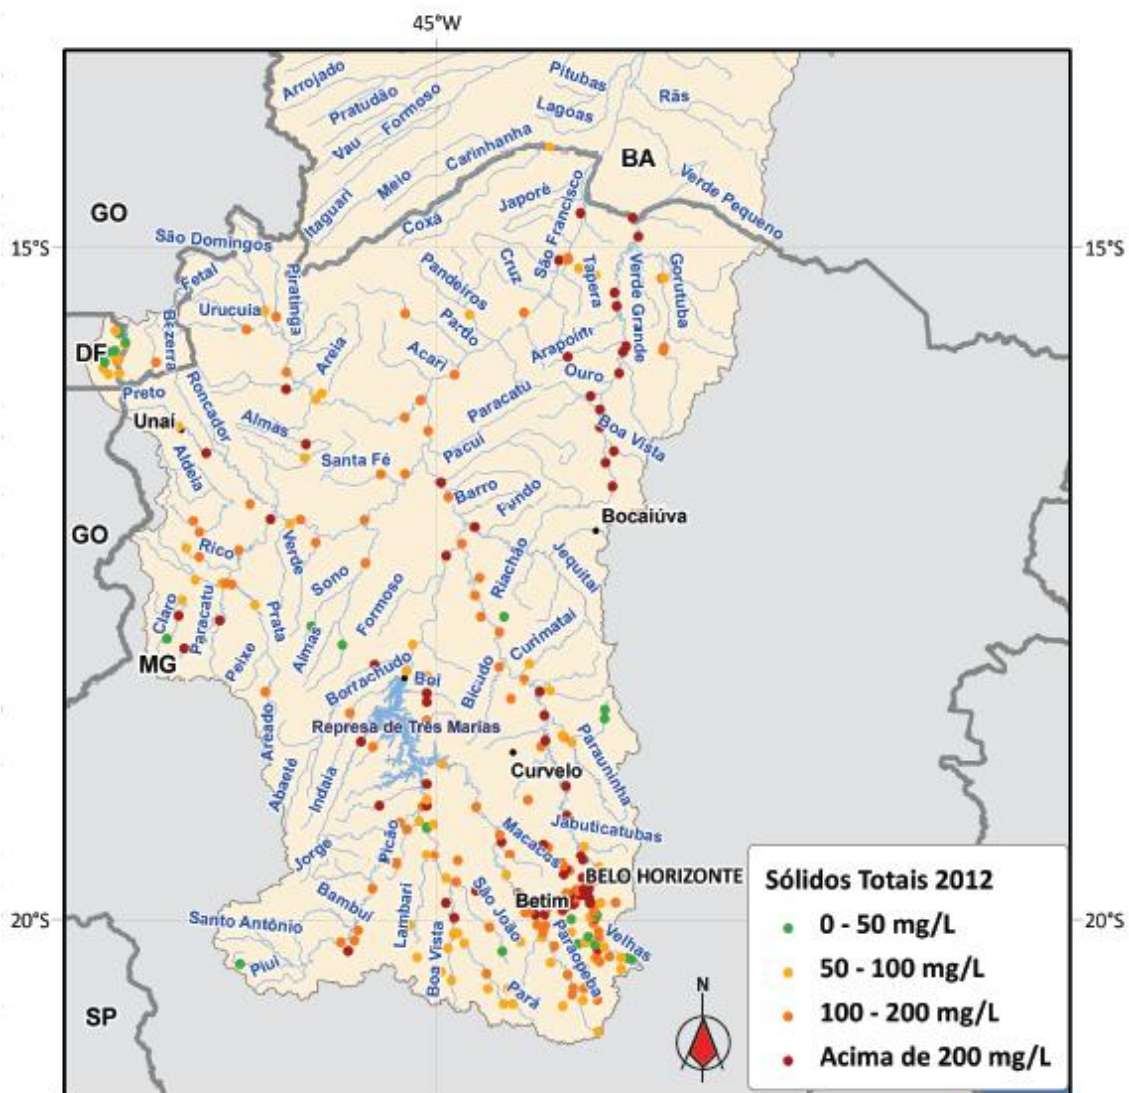 45°W
Arrojado
Pratudão
Formoso
Vau
Pitubas
Lagoas
Rãs
Carinhanha
BA
Meio
Itaguari
Coxá
Japorê
São Francisco
Verde Pequeno
GO
São Domingos
15°S
15°S
Fetal
Piratinga
Urucuia
Bezerra
Pandeiros
Cruz
Tapera
Verde Grande
Gorutuba
Pardo
DF
Areia
Acari
Arapoim
Ouro
Preto
Roncador
Paracatu
Unaí
Almas
Boa Vista
Aldeia
Santa Fé
Pacuí
Barro
Fundo
Bocaiúva
GO
Rico
Verde
Riachão
Jequitaí
Sono
Formoso
Claro
Paracatu
Prata
Almas
Curimataí
MG
Peixe
Borrachudo
Boi
Bicudo
Areado
Represa de Três Marias
Parauninha
Abaeté
Indaia
Curvelo
Jabuticatubas
Macacos
Picão
Jorge
BELO HORIZONTE
Bambuí
Lambari
São João
Betim
Santo Antônio
Boa Vista
Paraopeba
Velhas
Piui
Pará
SP
N
Sólidos Totais 2012
0 - 50 mg/L
50 - 100 mg/L
100 - 200 mg/L
Acima de 200 mg/L
20°S
20°S